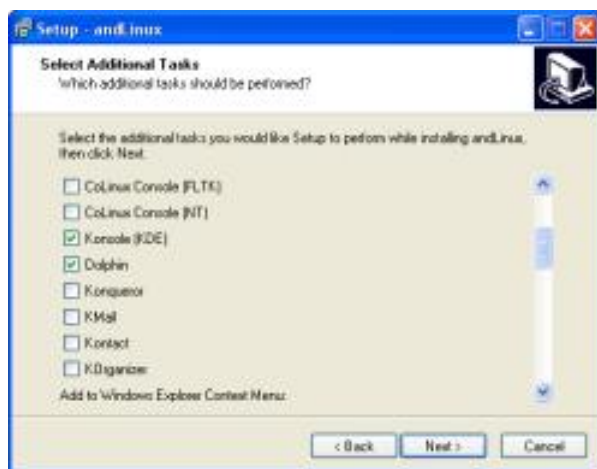 Setup - andLinux
Select Additional Tasks
Which additional tasks should be performed?
Select the additional tasks you would like Setup to perform while installing andLinux,
then click Next.
CoLinux Console (FLTK)
CoLinux Console (NT)
Konsole (KDE)
Dolphin
Konqueror
KMail
Kontact
KOrganizer
Add to Windows Explorer Context Menu:
< Back
Next >
Cancel